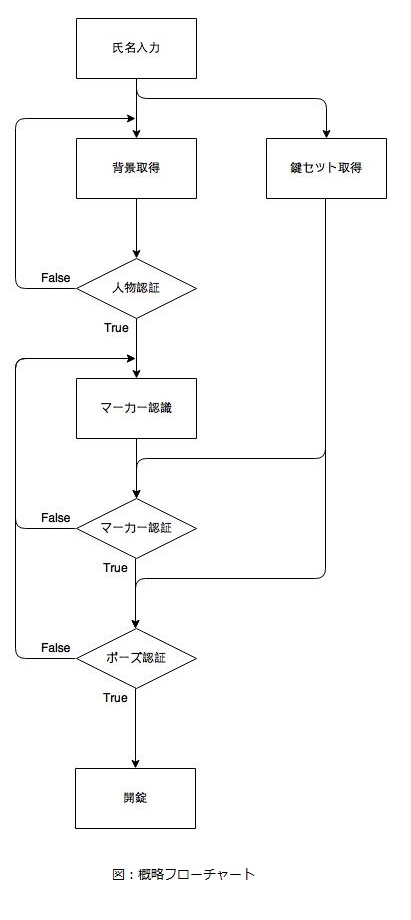 氏名入力
背景取得
鍵セット取得
人物認証
False
True
マーカー認識
マーカー認証
False
True
ポーズ認証
False
True
開錠
図：概略フローチャート